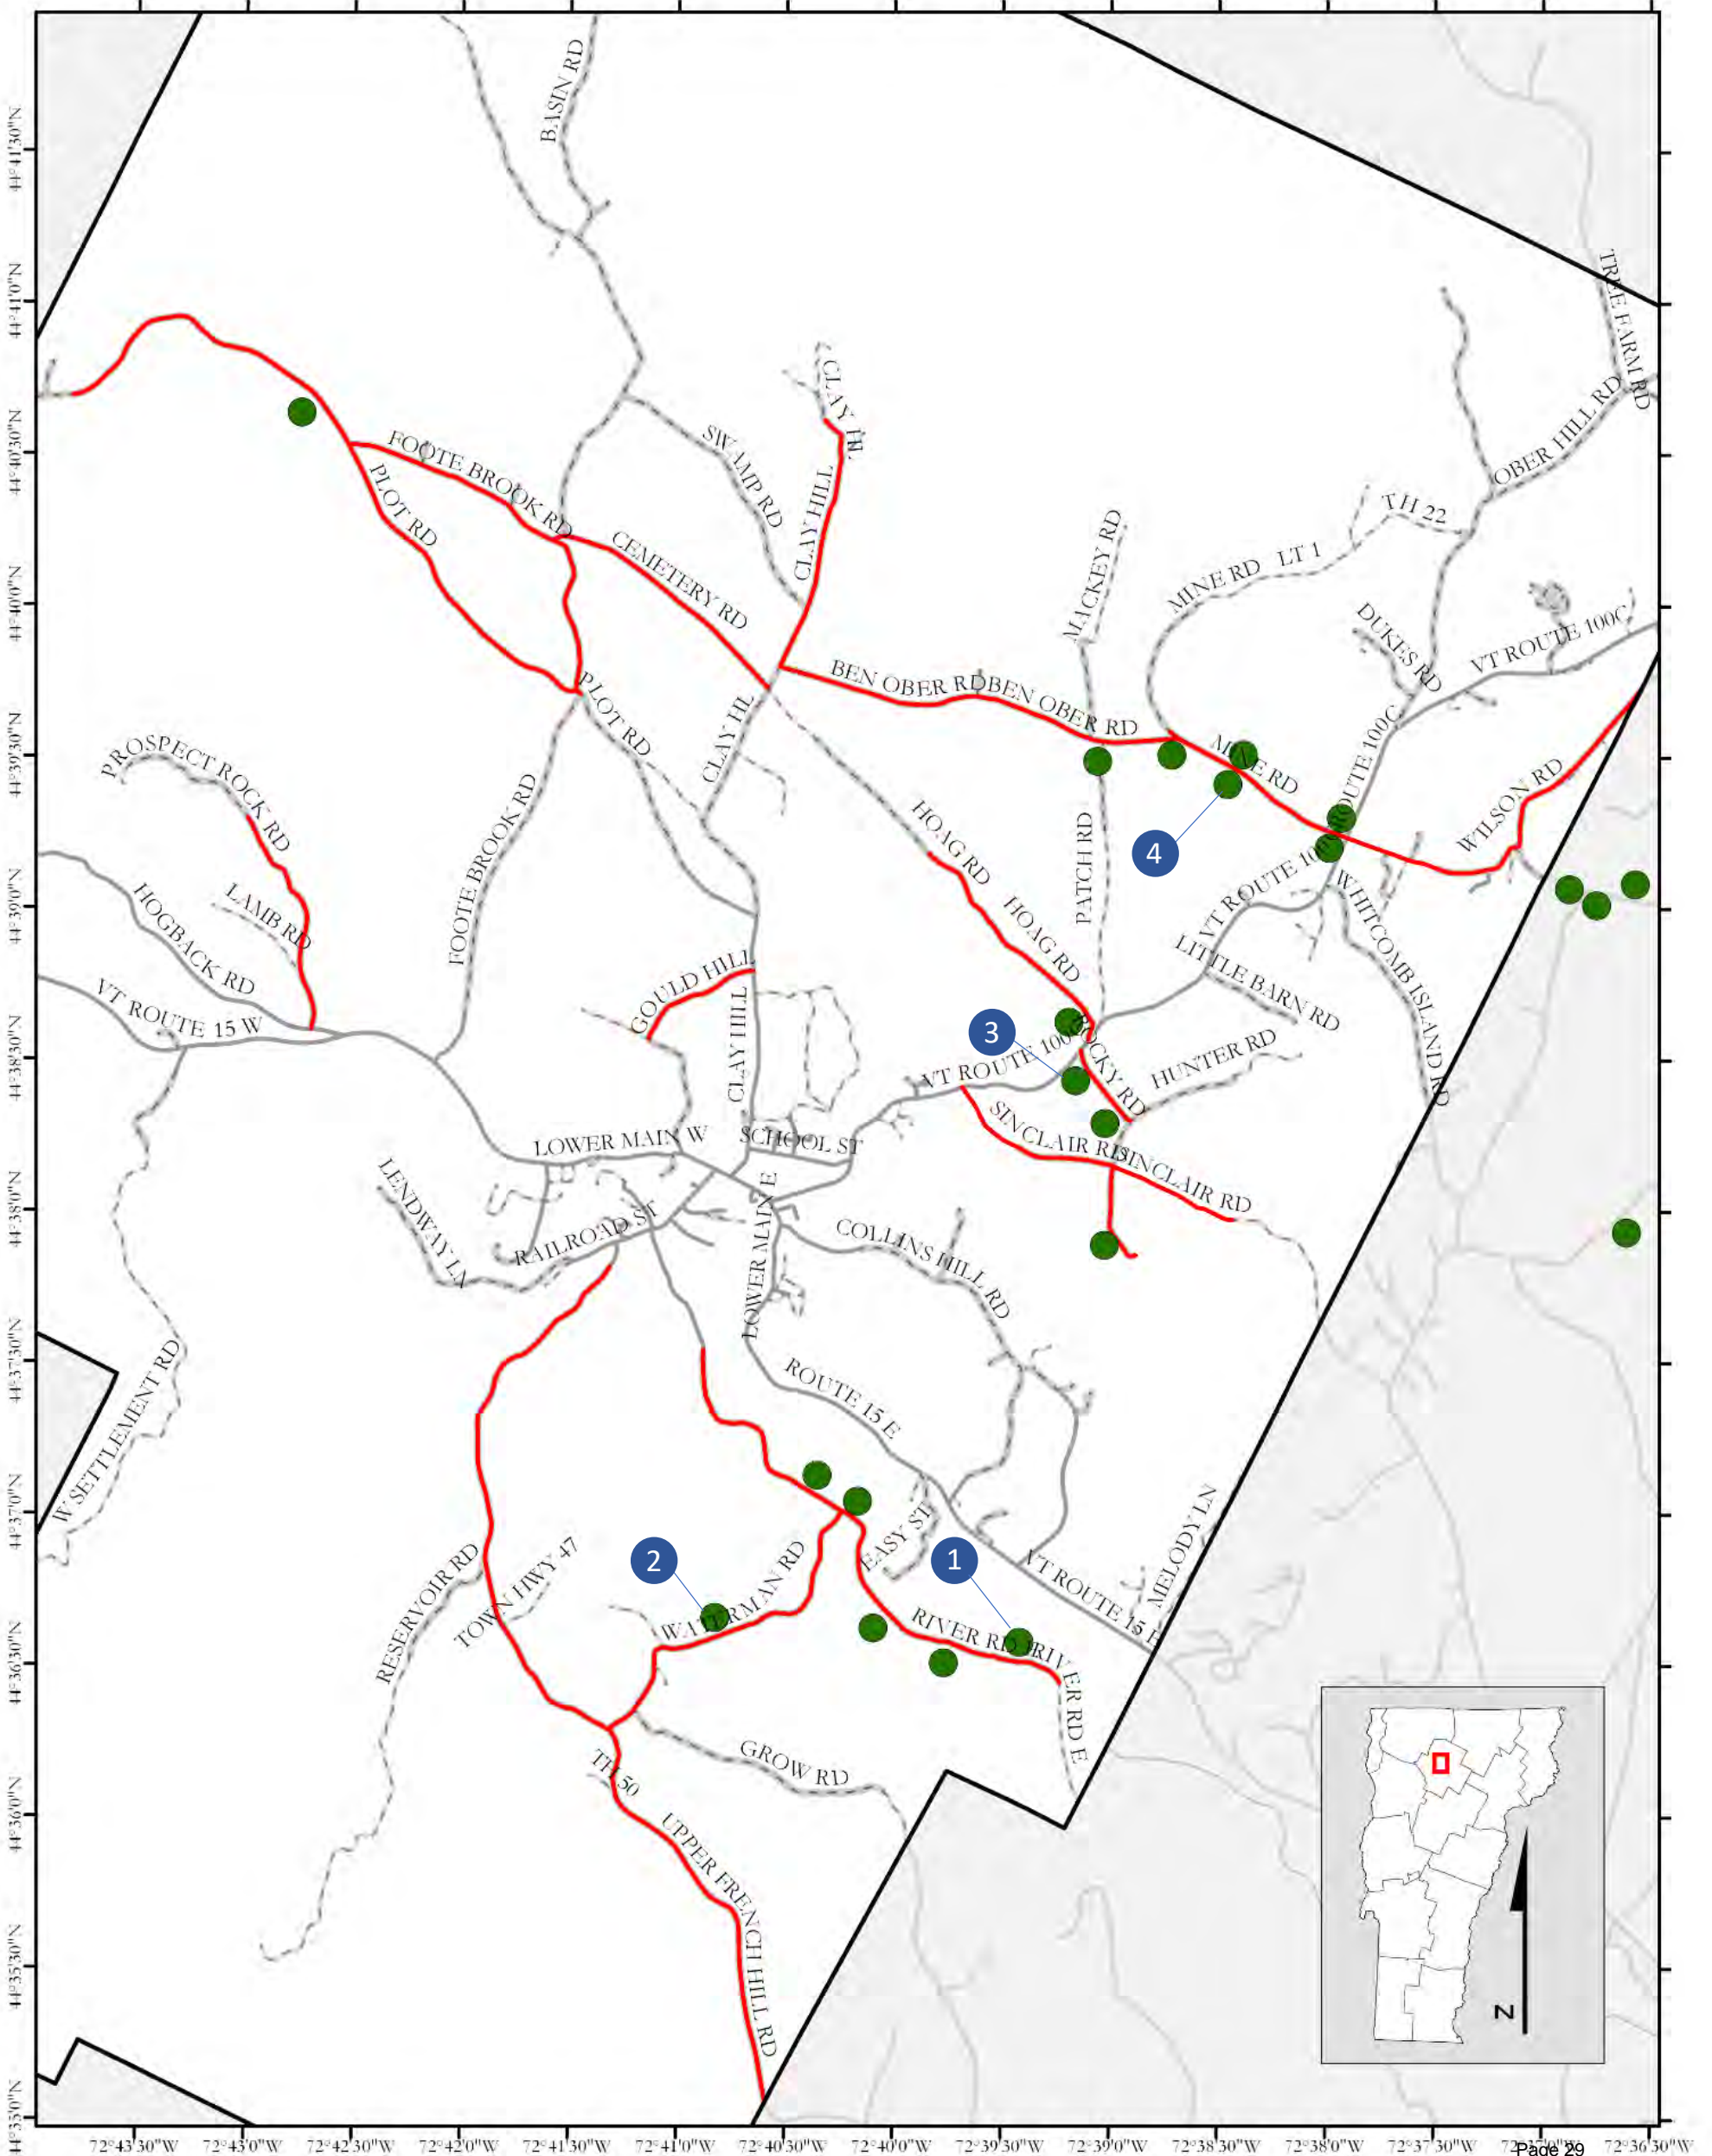 BASIN RD
44°41'30"N
44°41'0"N
TREE FARM RD
CLAY HL
OBER HILL RD
44°40'30"N
FOOTE BROOK RD
SWAMP RD
PLOT RD
CLAY HILL
TH 22
MACKEY RD
CEMETERY RD
MINE RD
LT 1
44°40'0"N
DUKES RD
VT ROUTE 100C
BEN OBER RD
BEN OBER RD
PLOT RD
CLAY HL
44°39'30"N
PROSPECT ROCK RD
MINE RD
ROUTE 100C
WILSON RD
FOOTE BROOK RD
HOAG RD
PATCH RD
4
VT ROUTE 100
44°39'0"N
HOGBACK RD
LAMB RD
HOAG RD
WHITCOMB ISLAND RD
LITTLE BARN RD
GOULD HILL
VT ROUTE 15 W
CLAY HILL
3
44°38'30"N
VT ROUTE 100C
ROCKY RD
HUNTER RD
LOWER MAIN W
SCHOOL ST
SINCLAIR RD
SINCLAIR RD
44°38'0"N
LENDWAY LN
RAILROAD ST
LOWER MAIN E
COLLINS HILL RD
44°37'30"N
W SETTLEMENT RD
ROUTE 15 E
44°37'0"N
EASY ST
MELODY LN
RESERVOIR RD
TOWN HWY 47
2
1
WATERMAN RD
VT ROUTE 15 E
44°36'30"N
RIVER RD
RIVER RD E
GROW RD
TH 50
44°36'0"N
UPPER FRENCH HILL RD
44°35'30"N
N
44°35'0"N
72°43'30"W 72°43'0"W 72°42'30"W 72°42'0"W 72°41'30"W 72°41'0"W 72°40'30"W 72°40'0"W 72°39'30"W 72°39'0"W 72°38'30"W 72°38'0"W 72°37'30"W 72°37'0"W 72°36'30"W
Page 29